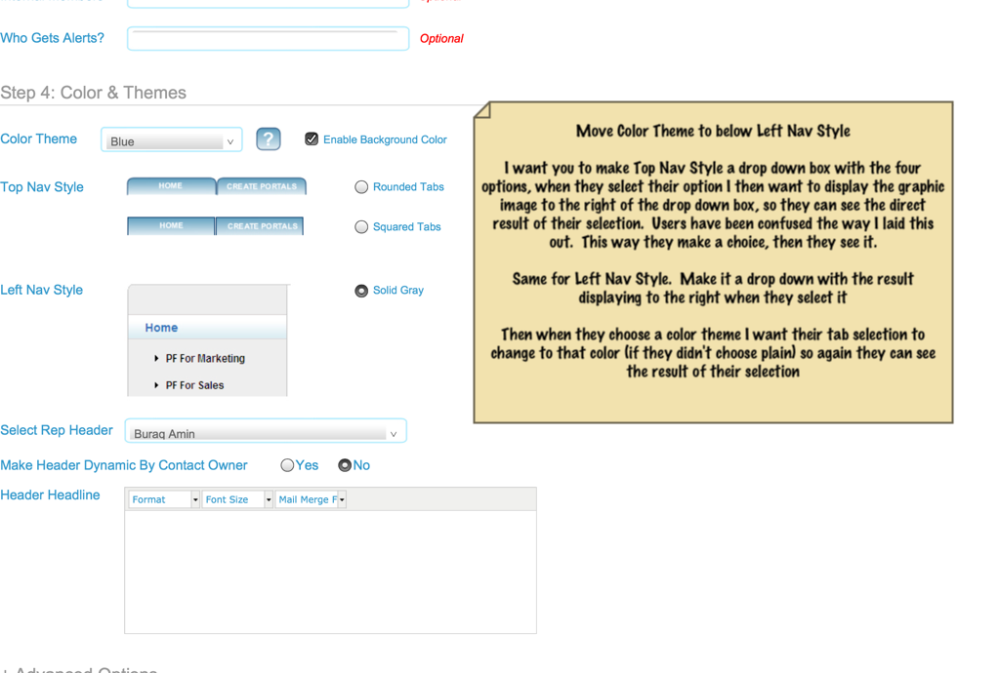 Optional
Who Gets Alerts?
Optional
Step 4: Color & Themes
Color Theme
Blue
?
Enable Background Color
Top Nav Style
HOME
CREATE PORTALS
Rounded Tabs
HOME
CREATE PORTALS
Squared Tabs
Left Nav Style
Solid Gray
Home
PF For Marketing
PF For Sales
Select Rep Header
Buraq Amin
Make Header Dynamic By Contact Owner
Yes
No
Header Headline
Format
Font Size
Mail Merge F
Move Color Theme to below Left Nav Style
I want you to make Top Nav Style a drop down box with the four
options, when they select their option I then want to display the graphic
image to the right of the drop down box, so they can see the direct
result of their selection. Users have been confused the way I laid this
out. This way they make a choice, then they see it.
Same for Left Nav Style. Make it a drop down with the result
displaying to the right when they select it
Then when they choose a color theme I want their tab selection to
change to that color (if they didn't choose plain) so again they can see
the result of their selection
Advanced Options